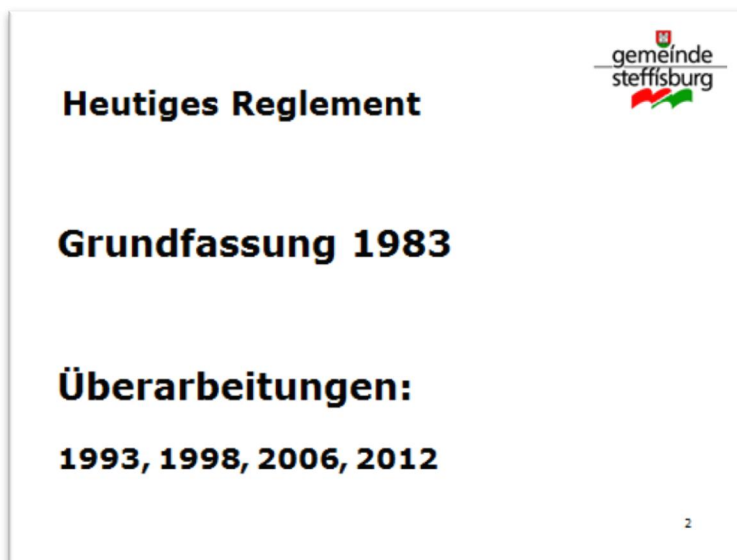 gemeinde
steffisburg
Heutiges Reglement
Grundfassung 1983
Überarbeitungen:
1993, 1998, 2006, 2012
2